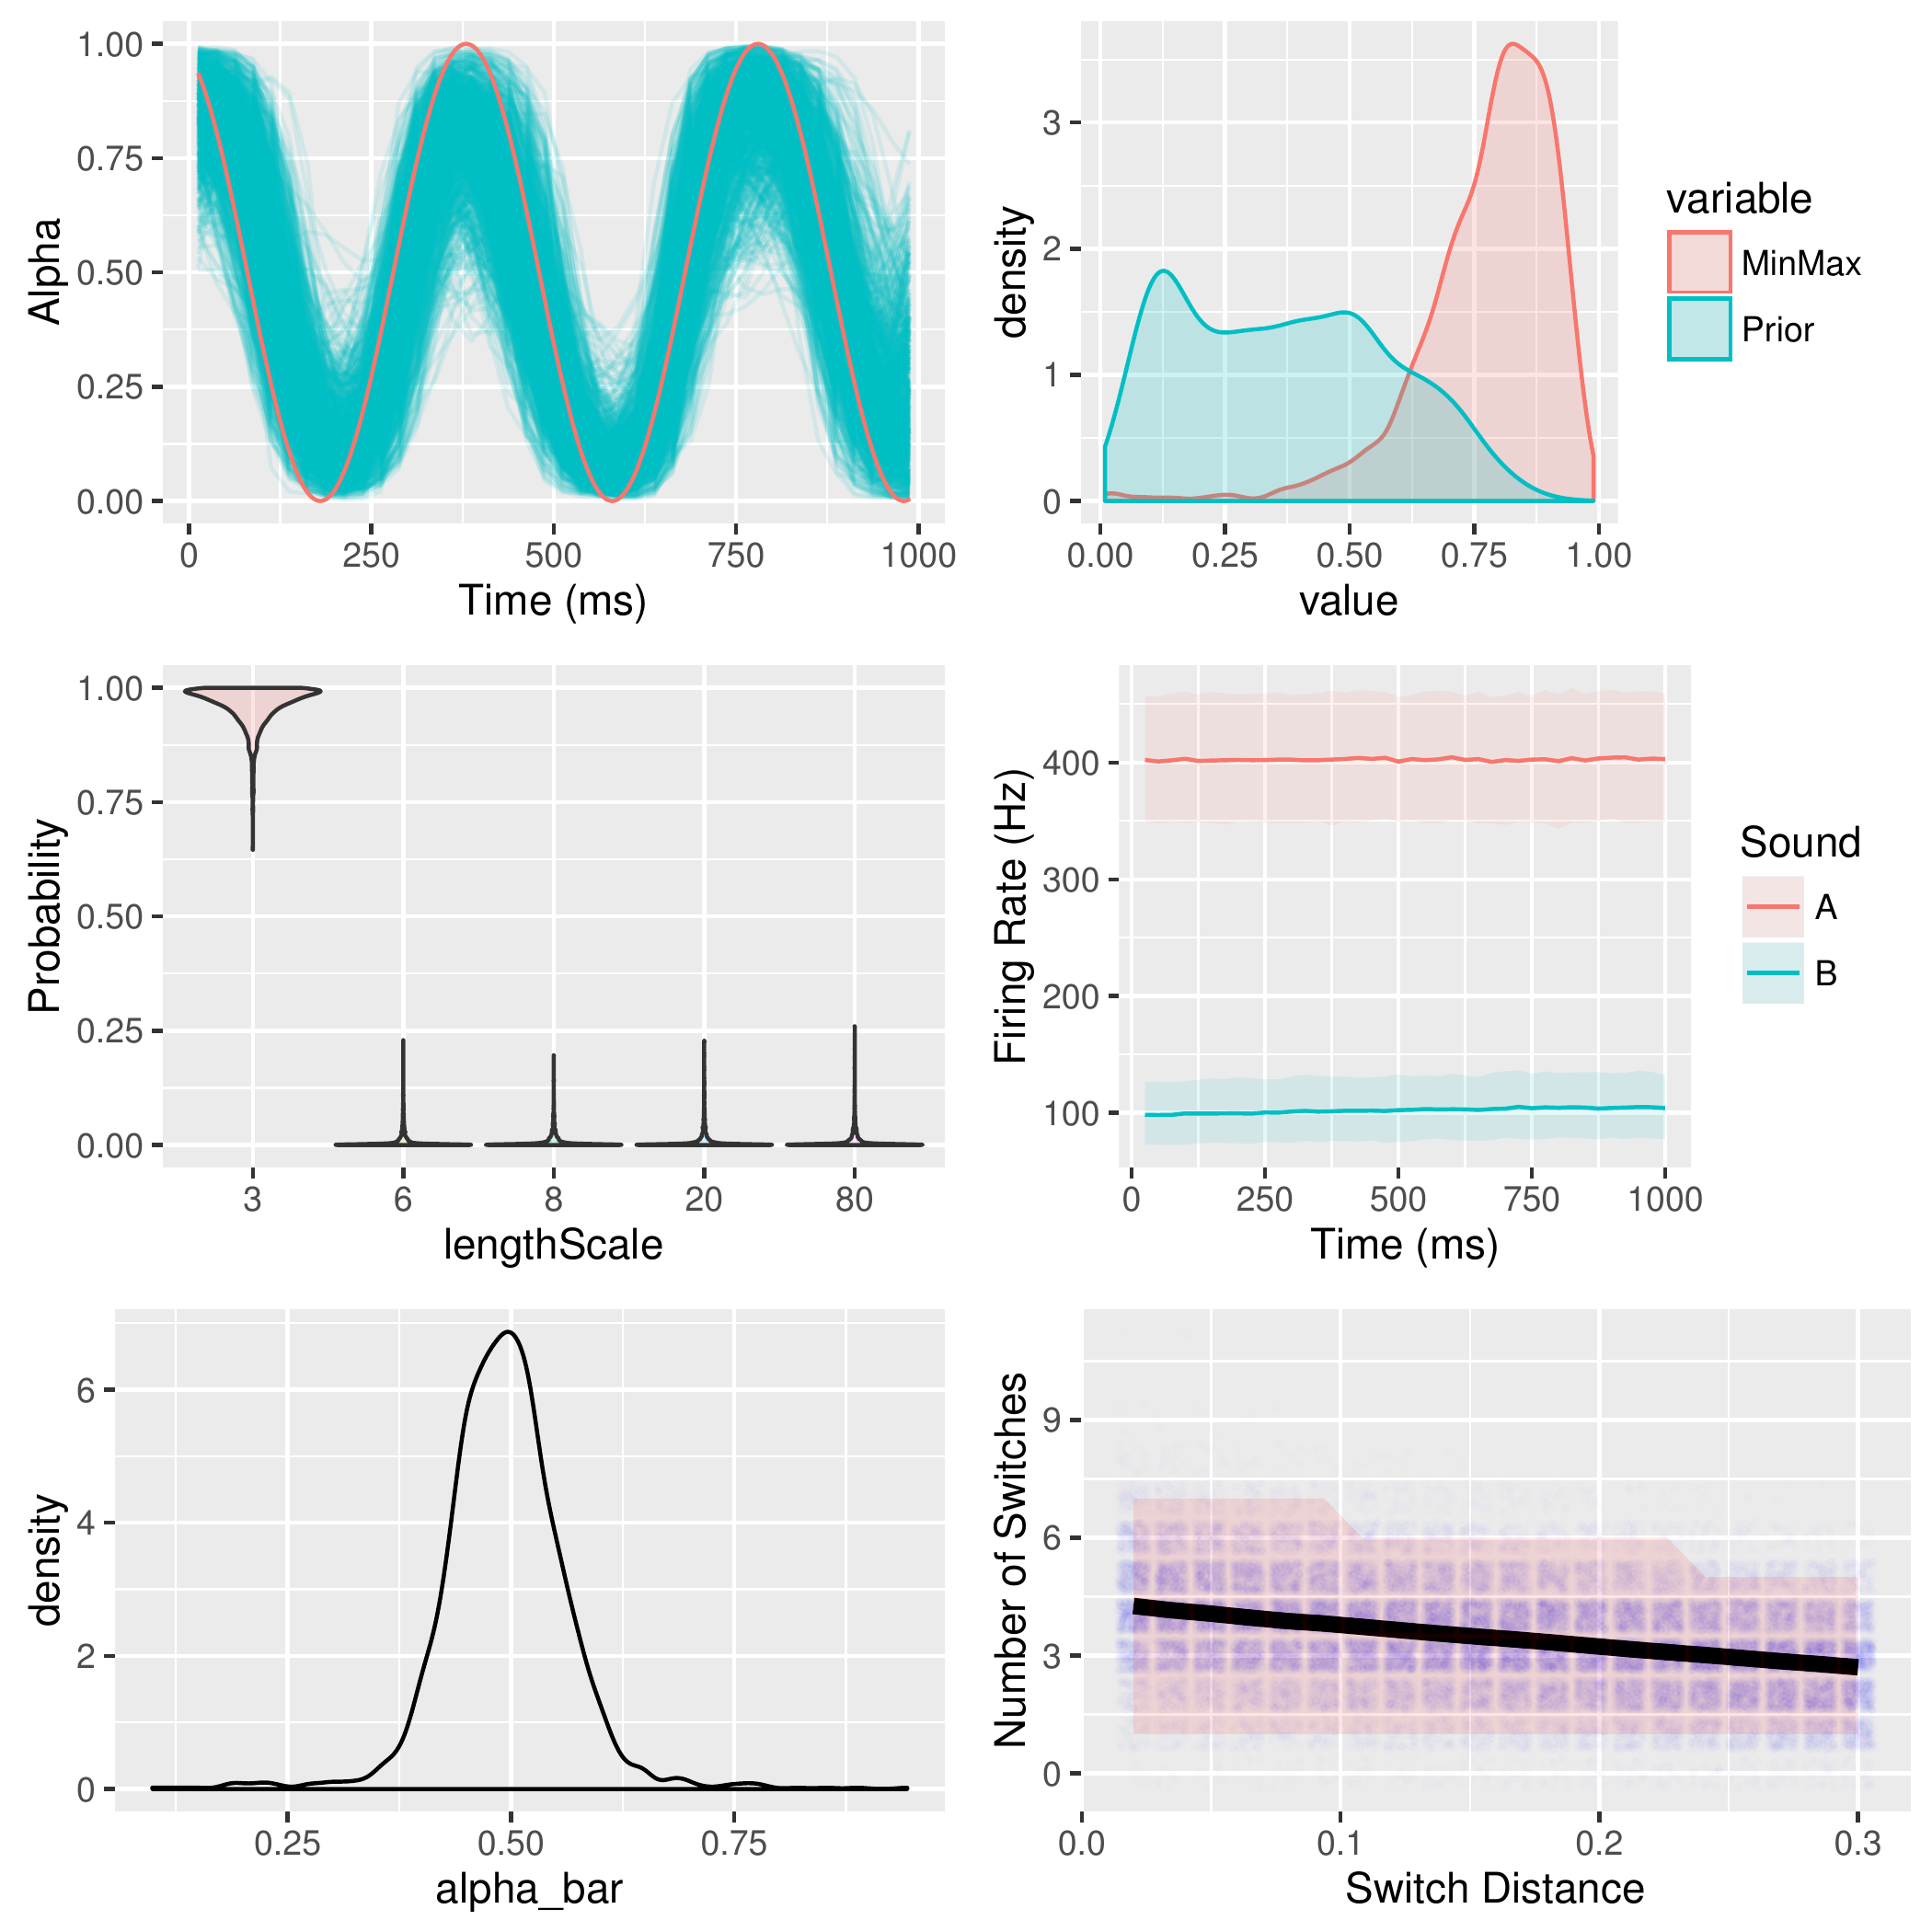 1.00
0.75
0.50
0.25
0.00
Alpha
0 250 500 750 1000
Time (ms)
3
2
1
0
density
0.00 0.25 0.50 0.75 1.00
value
variable
MinMax
Prior
1.00
0.75
0.50
0.25
0.00
Probability
3 6 8 20 80
lengthScale
400
300
200
100
Firing Rate (Hz)
0 250 500 750 1000
Time (ms)
Sound
A
B
6
4
2
0
density
0.25 0.50 0.75
alpha_bar
9
6
3
0
Number of Switches
0.0 0.1 0.2 0.3
Switch Distance